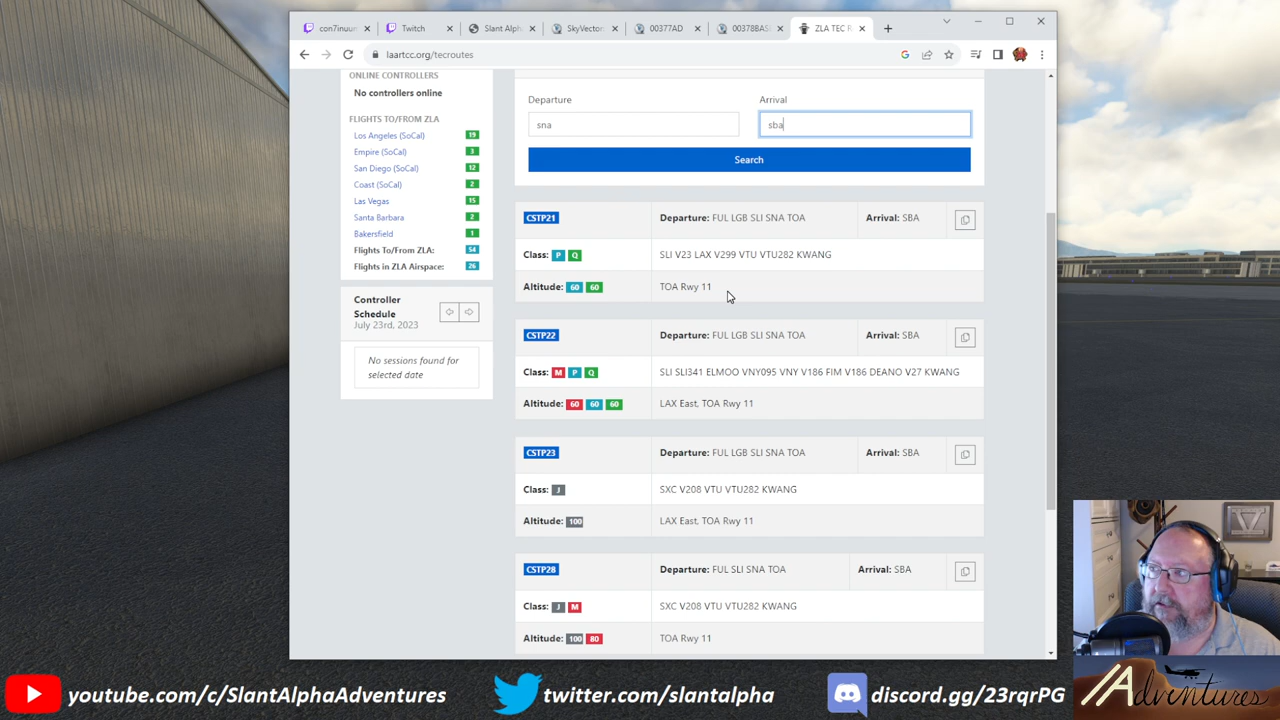 con7inuum
Twitch
Slant Alph
SkyVector
00377AD
00378BAS
ZLA TEC R
laartcc.org/tecroutes
ONLINE CONTROLLERS
No controllers online
FLIGHTS TO/FROM ZLA
Los Angeles (SoCal) 19
Empire (SoCal) 3
San Diego (SoCal) 12
Coast (SoCal) 2
Las Vegas 15
Santa Barbara 2
Bakersfield 1
Flights To/From ZLA: 54
Flights in ZLA Airspace: 26
Controller
Schedule
July 23rd, 2023
No sessions found for
selected date
Departure Arrival
sna sba
Search
CSTP21 Departure: FUL LGB SLI SNA TOA Arrival: SBA
Class: P Q SLI V23 LAX V299 VTU VTU282 KWANG
Altitude: 60 60 TOA Rwy 11
CSTP22 Departure: FUL LGB SLI SNA TOA Arrival: SBA
Class: M P Q SLI SLI341 ELMOO VNY095 VNY V186 FIM V186 DEANO V27 KWANG
Altitude: 60 60 60 LAX East, TOA Rwy 11
CSTP23 Departure: FUL LGB SLI SNA TOA Arrival: SBA
Class: J SXC V208 VTU VTU282 KWANG
Altitude: 100 LAX East, TOA Rwy 11
CSTP28 Departure: FUL SLI SNA TOA Arrival: SBA
Class: J M SXC V208 VTU VTU282 KWANG
Altitude: 100 80 TOA Rwy 11
youtube.com/c/SlantAlphaAdventures
twitter.com/slantalpha
discord.gg/23rqrPG
Adventures